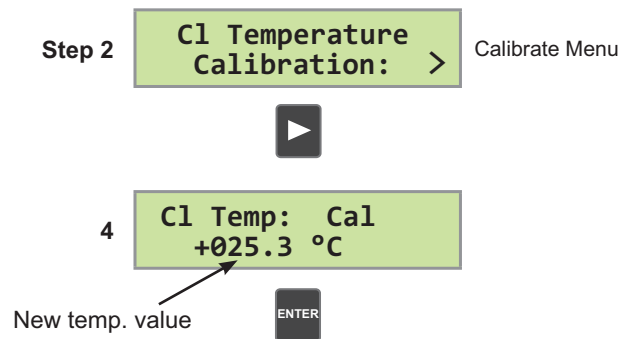 Step 2
Cl Temperature
Calibration: >
Calibrate Menu
4
Cl Temp: Cal
+025.3 °C
New temp. value
ENTER